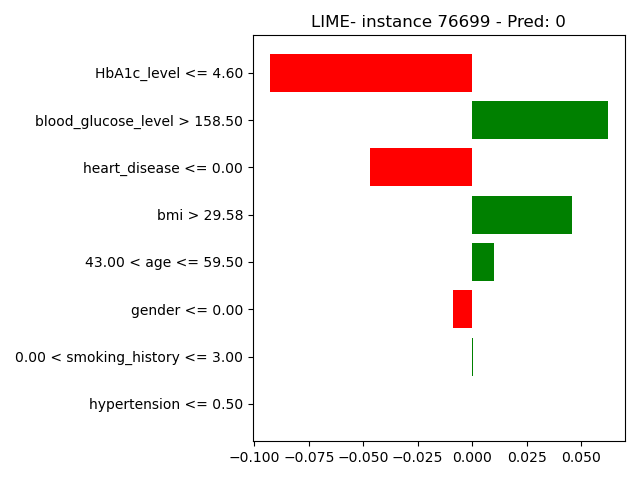 LIME- instance 76699 - Pred: 0
HbA1c_level <= 4.60
blood_glucose_level > 158.50
heart_disease <= 0.00
bmi > 29.58
43.00 < age <= 59.50
gender <= 0.00
0.00 < smoking_history <= 3.00
hypertension <= 0.50
−0.100 −0.075 −0.050 −0.025 0.000 0.025 0.050